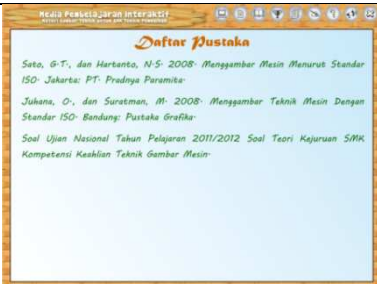 Media Pembelajaran Interaktif
Daftar Pustaka
Sato, G.T., dan Hartanto, N.S. 2008. Menggambar Mesin Menurut Standar
ISO. Jakarta: PT. Pradnya Paramita.
Juhana, O., dan Suratman, M. 2008. Menggambar Teknik Mesin Dengan
Standar ISO. Bandung: Pustaka Grafika.
Soal Ujian Nasional Tahun Pelajaran 2011/2012 Soal Teori Kejuruan SMK
Kompetensi Keahlian Teknik Gambar Mesin.